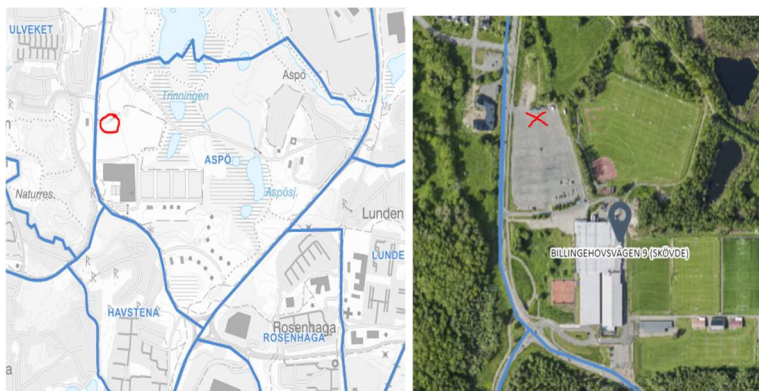 ULVEKET
Aspö
Trinningen
ASPÖ
Naturres.
Aspösj.
Lunden
LUNDE
HAVSTENA
Rosenhaga
ROSENHAGA
BILLINGEHOVSVÄGEN 9 (SKÖVDE)